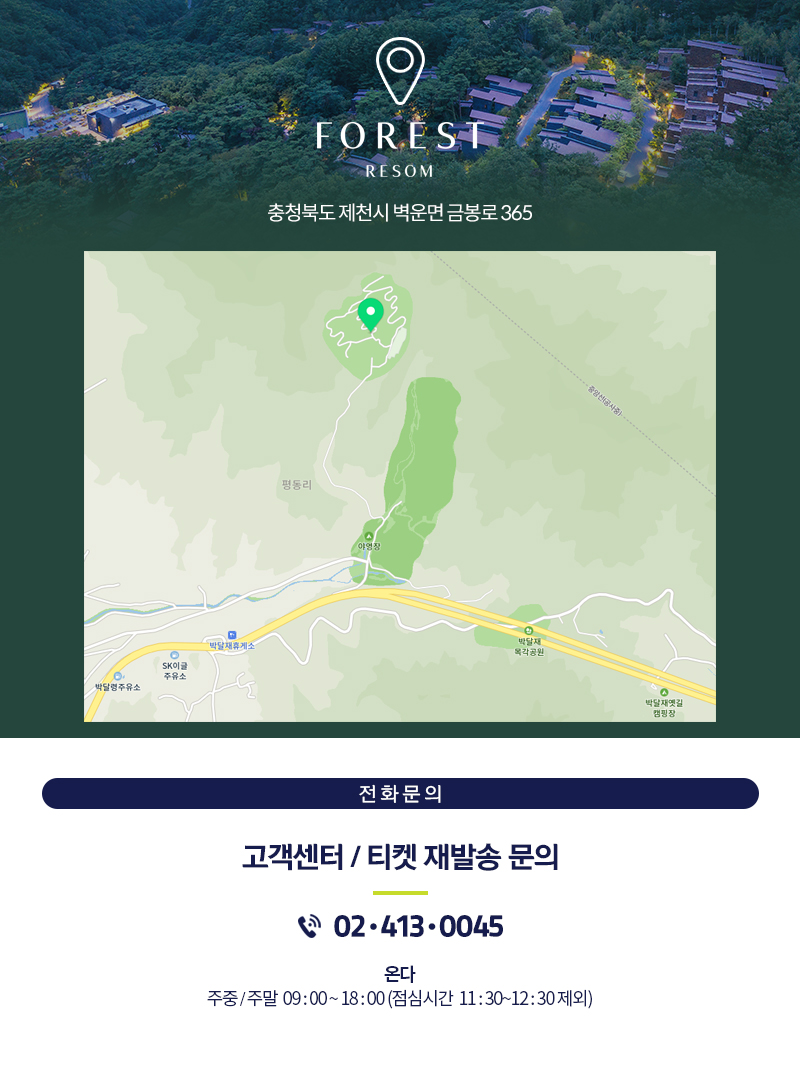 FOREST
RESOM
충청북도 제천시 벽운면 금봉로 365
중앙선(공사중)
평동리
야영장
박달재휴게소
박달재
목각공원
SK이글
주유소
박달령주유소
박달재옛길
캠핑장
전화문의
고객센터 / 티켓 재발송 문의
02·413·0045
온다
주중 / 주말 09 : 00 ~ 18 : 00 (점심시간 11 : 30~12 : 30 제외)